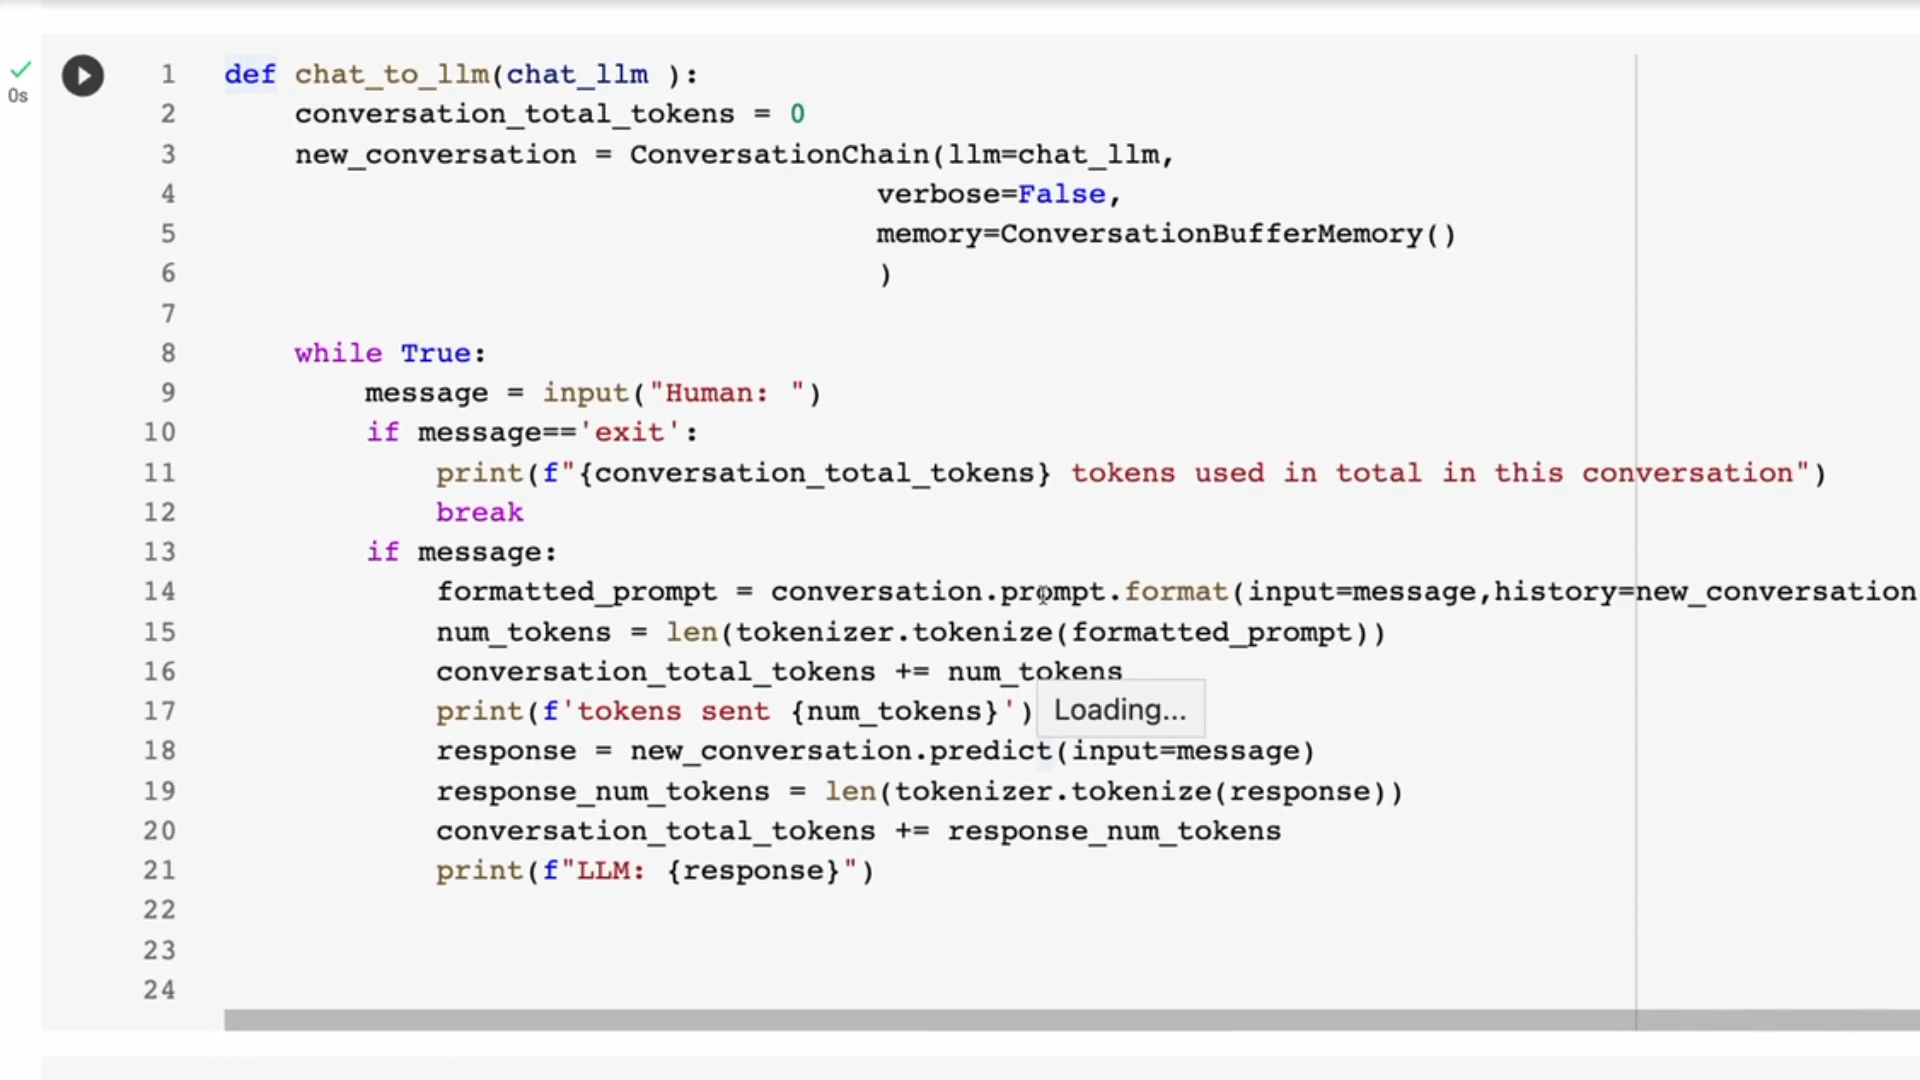 0s
1 def chat_to_llm(chat_llm ):
2 conversation_total_tokens = 0
3 new_conversation = ConversationChain(llm=chat_llm,
4 verbose=False,
5 memory=ConversationBufferMemory()
6 )
7
8 while True:
9 message = input("Human: ")
10 if message=='exit':
11 print(f"{conversation_total_tokens} tokens used in total in this conversation")
12 break
13 if message:
14 formatted_prompt = conversation.prompt.format(input=message,history=new_conversation
15 num_tokens = len(tokenizer.tokenize(formatted_prompt))
16 conversation_total_tokens += num_tokens
17 print(f'tokens sent {num_tokens}')
Loading...
18 response = new_conversation.predict(input=message)
19 response_num_tokens = len(tokenizer.tokenize(response))
20 conversation_total_tokens += response_num_tokens
21 print(f"LLM: {response}")
22
23
24